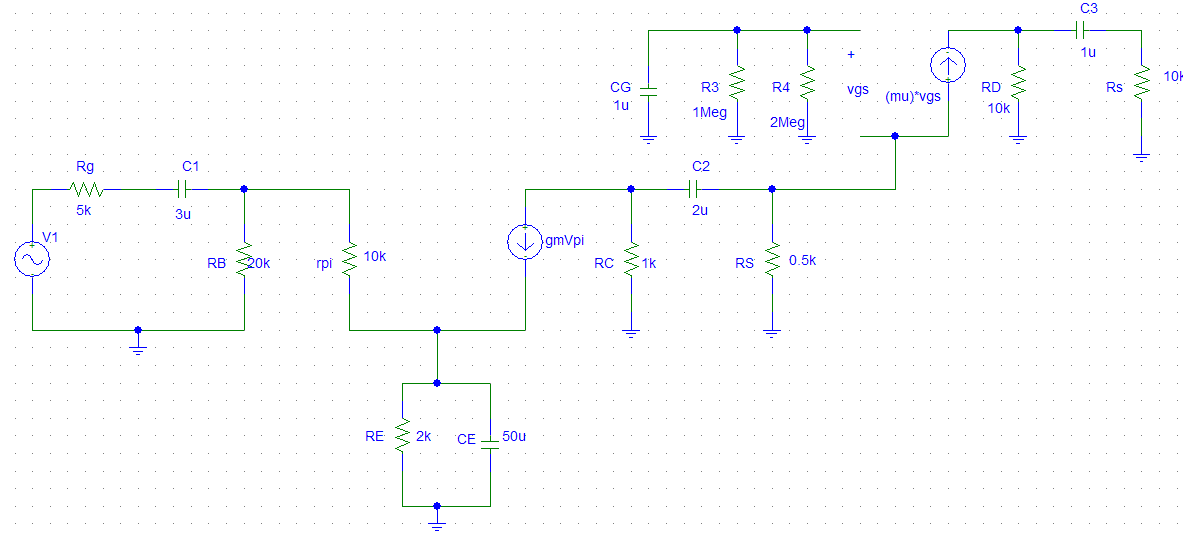 C3
1u
CG
1u
R3
1Meg
R4
2Meg
+
vgs
(mu)*vgs
RD
10k
Rs
10k
Rg
5k
C1
3u
C2
2u
V1
RB
20k
rpi
10k
gmVpi
RC
1k
RS
0.5k
RE
2k
CE
50u